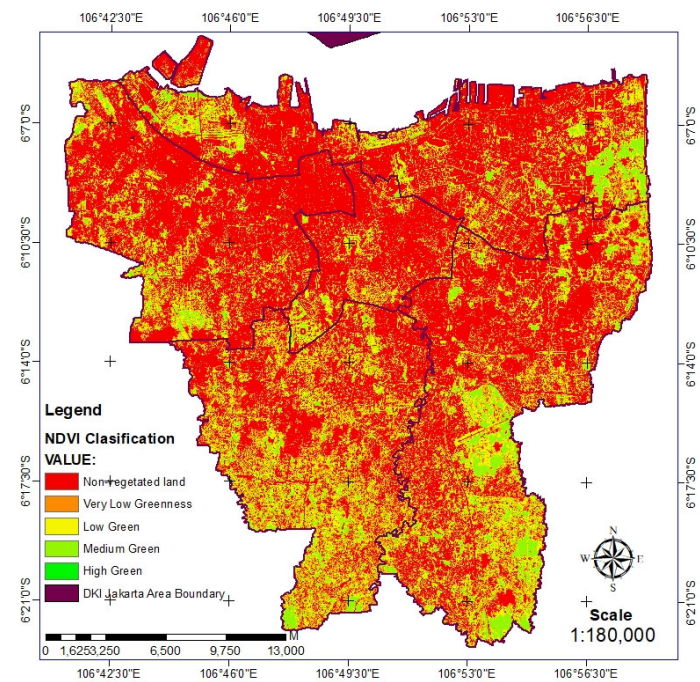 106°42'30"E 106°46'0"E 106°49'30"E 106°53'0"E 106°56'30"E
6°7'0"S 6°7'0"S
6°10'30"S 6°10'30"S
6°14'0"S 6°14'0"S
Legend
NDVI Clasification
VALUE:
Non-vegetated land
6°17'30"S 6°17'30"S
Very Low Greenness
Low Green
Medium Green
N
W E
S
High Green
DKI Jakarta Area Boundary
6°21'0"S 6°21'0"S
Scale
1:180,000
M
0 1,6253,250 6,500 9,750 13,000
106°42'30"E 106°46'0"E 106°49'30"E 106°53'0"E 106°56'30"E